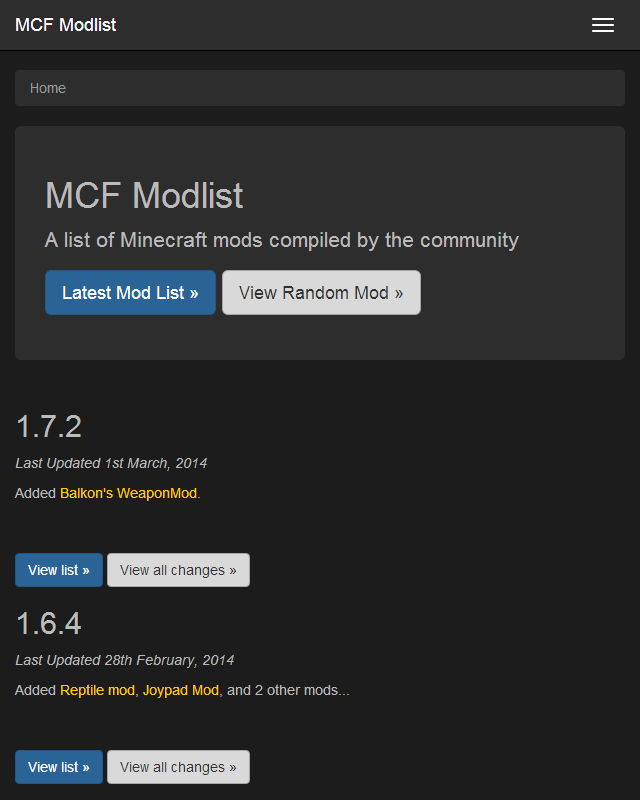 MCF Modlist
Home
MCF Modlist
A list of Minecraft mods compiled by the community
Latest Mod List » View Random Mod »
1.7.2
Last Updated 1st March, 2014
Added Balkon's WeaponMod.
View list » View all changes »
1.6.4
Last Updated 28th February, 2014
Added Reptile mod, Joypad Mod, and 2 other mods...
View list » View all changes »